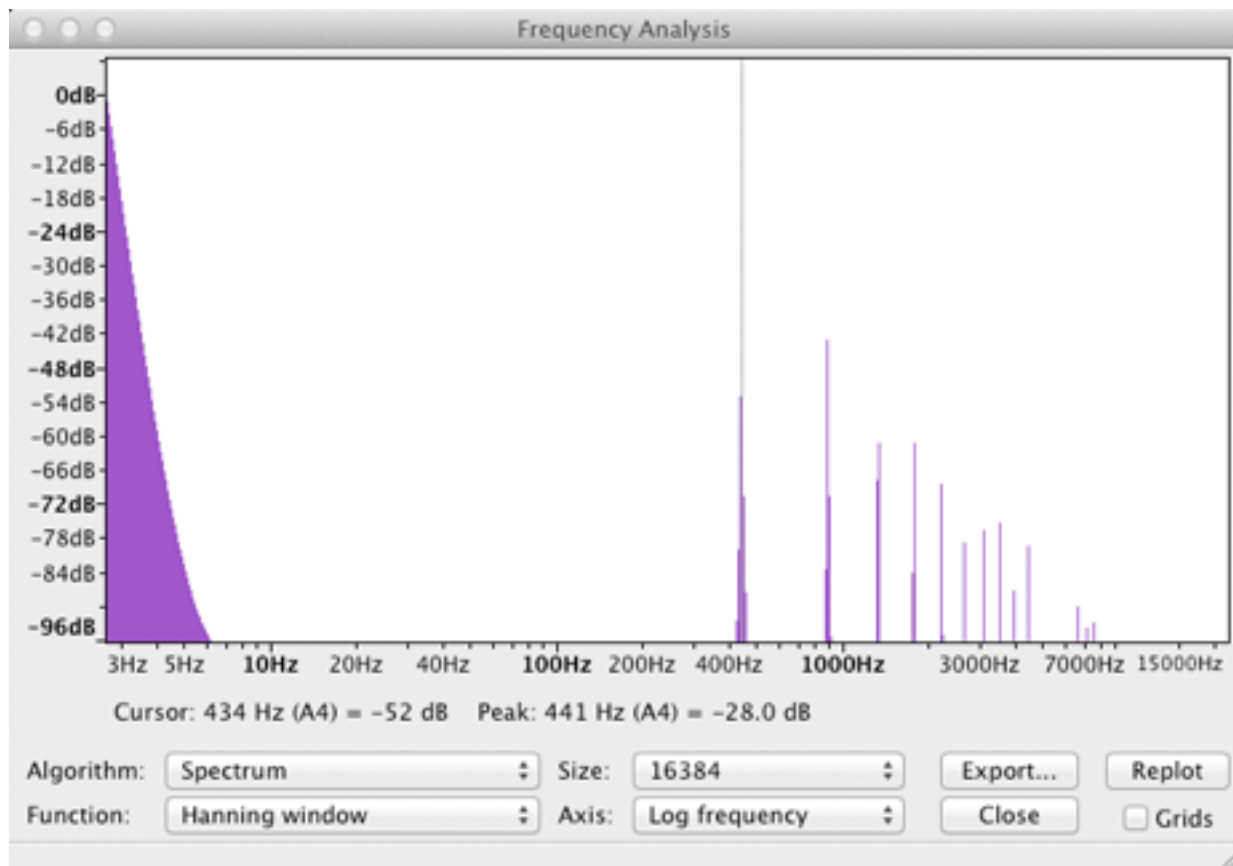 Frequency Analysis
0dB
-6dB
-12dB
-18dB
-24dB
-30dB
-36dB
-42dB
-48dB
-54dB
-60dB
-66dB
-72dB
-78dB
-84dB
-96dB
3Hz 5Hz 10Hz 20Hz 40Hz 100Hz 200Hz 400Hz 1000Hz 3000Hz 7000Hz 15000Hz
Cursor: 434 Hz (A4) = -52 dB Peak: 441 Hz (A4) = -28.0 dB
Algorithm: Spectrum Size: 16384 Export... Replot
Function: Hanning window Axis: Log frequency Close Grids